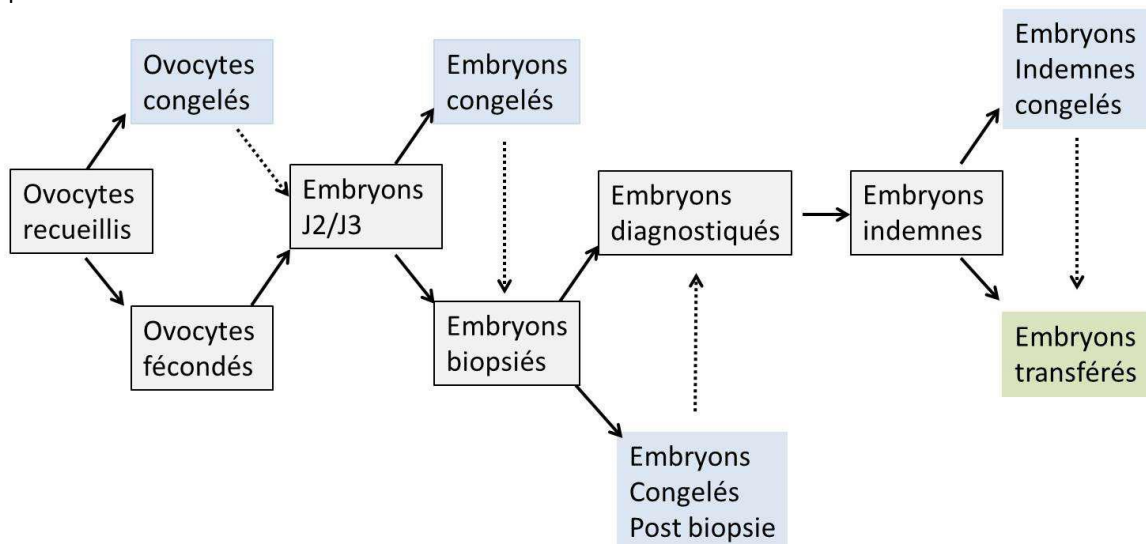 Ovocytes
congelés
Embryons
congelés
Embryons
Indemnes
congelés
Ovocytes
recueillis
Embryons
J2/J3
Embryons
diagnostiqués
Embryons
indemnes
Ovocytes
fécondés
Embryons
biopsiés
Embryons
transférés
Embryons
Congelés
Post biopsie